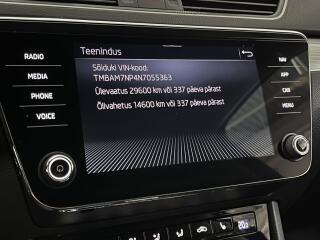 Teenindus
RADIO
MEDIA
PHONE
VOICE
Sõiduki VIN-kood:
TMBAM7NP4N7055363
Ülevaatus 29600 km või 337 päeva pärast
Õlivahetus 14600 km või 337 päeva pärast
NAV
APP
CAR
MENU